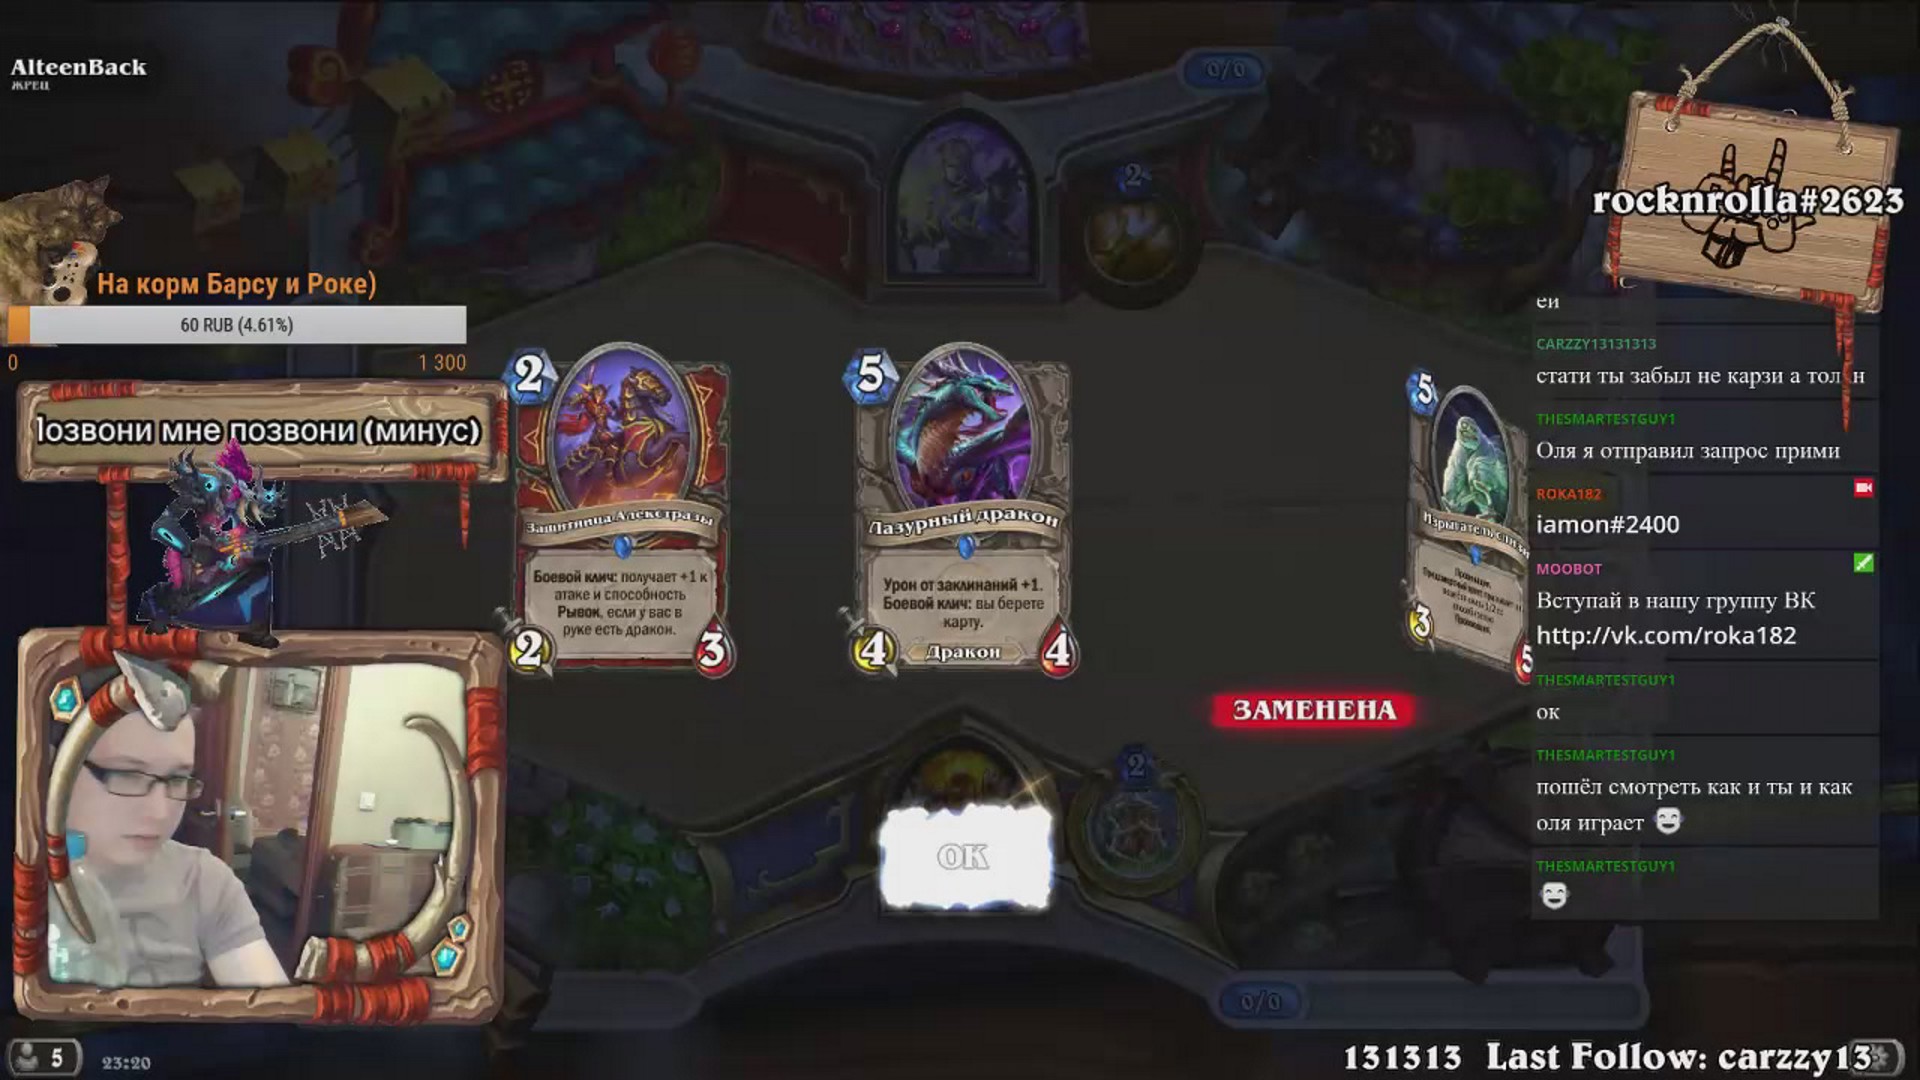 AlteenBack
ЖРЕЦ
0/0
2
rocknrolla#2623
На корм Барсу и Роке)
60 RUB (4.61%)
0
1 300
Позвони мне позвони (минус)
2
Защитница Алекстразы
Боевой клич: получает +1 к
атаке и способность
Рывок, если у вас в
руке есть дракон.
2
3
5
Лазурный дракон
Урон от заклинаний +1.
Боевой клич: вы берете
карту.
4
Дракон
4
5
3
5
ЗАМЕНЕНА
OK
2
0/0
ей
CARZZY13131313
стати ты забыл не карзи а
THESMARTESTGUY1
Оля я отправил запрос прими
ROKA182
iamon#2400
MOOBOT
Вступай в нашу группу ВК
http://vk.com/roka182
THESMARTESTGUY1
ок
THESMARTESTGUY1
пошёл смотреть как и ты и как
оля играет
THESMARTESTGUY1
5
23:20
131313 Last Follow: carzzy13